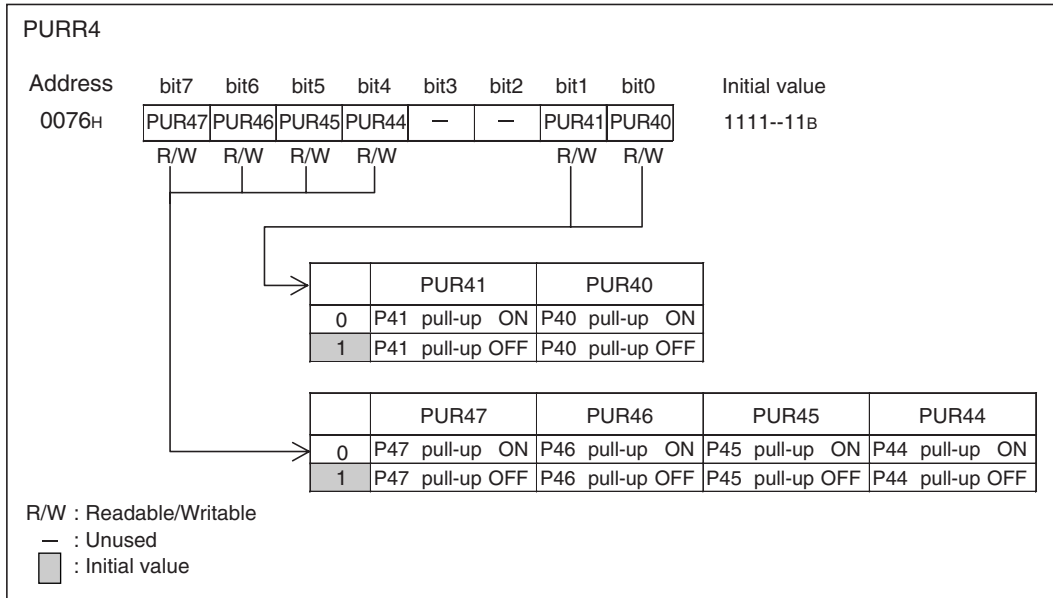 PURR4
Address bit7 bit6 bit5 bit4 bit3 bit2 bit1 bit0 Initial value
0076H PUR47 PUR46 PUR45 PUR44 — — PUR41 PUR40 1111--11B
R/W R/W R/W R/W R/W R/W
PUR41 PUR40
0 P41 pull-up ON P40 pull-up ON
1 P41 pull-up OFF P40 pull-up OFF
PUR47 PUR46 PUR45 PUR44
0 P47 pull-up ON P46 pull-up ON P45 pull-up ON P44 pull-up ON
1 P47 pull-up OFF P46 pull-up OFF P45 pull-up OFF P44 pull-up OFF
R/W : Readable/Writable
— : Unused
: Initial value